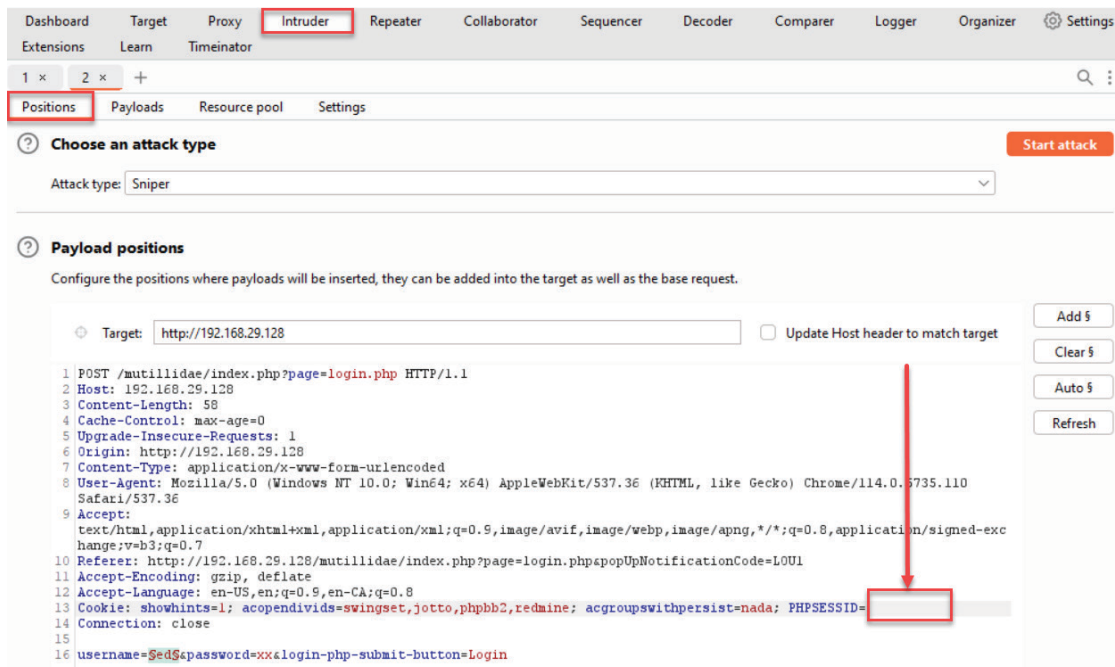 Dashboard Target Proxy Intruder Repeater Collaborator Sequencer Decoder Comparer Logger Organizer Settings
Extensions Learn Timeinator
1 × 2 × +
Positions Payloads Resource pool Settings
? Choose an attack type
Start attack
Attack type: Sniper
? Payload positions
Configure the positions where payloads will be inserted, they can be added into the target as well as the base request.
Target: http://192.168.29.128 Update Host header to match target
Add §
Clear §
Auto §
Refresh
1 POST /mutillidae/index.php?page=login.php HTTP/1.1
2 Host: 192.168.29.128
3 Content-Length: 58
4 Cache-Control: max-age=0
5 Upgrade-Insecure-Requests: 1
6 Origin: http://192.168.29.128
7 Content-Type: application/x-www-form-urlencoded
8 User-Agent: Mozilla/5.0 (Windows NT 10.0; Win64; x64) AppleWebKit/537.36 (KHTML, like Gecko) Chrome/114.0.5735.110
Safari/537.36
9 Accept:
text/html,application/xhtml+xml,application/xml;q=0.9,image/avif,image/webp,image/apng,*/*;q=0.8,application/signed-exc
hange;v=b3;q=0.7
10 Referer: http://192.168.29.128/mutillidae/index.php?page=login.php&popUpNotificationCode=LOU1
11 Accept-Encoding: gzip, deflate
12 Accept-Language: en-US,en;q=0.9,en-CA;q=0.8
13 Cookie: showhints=1; acopendivids=swingset,jotto,phpbb2,redmine; acgroupswithpersist=nada; PHPSESSID=
14 Connection: close
15
16 username=§ed§&password=xx&login-php-submit-button=Login